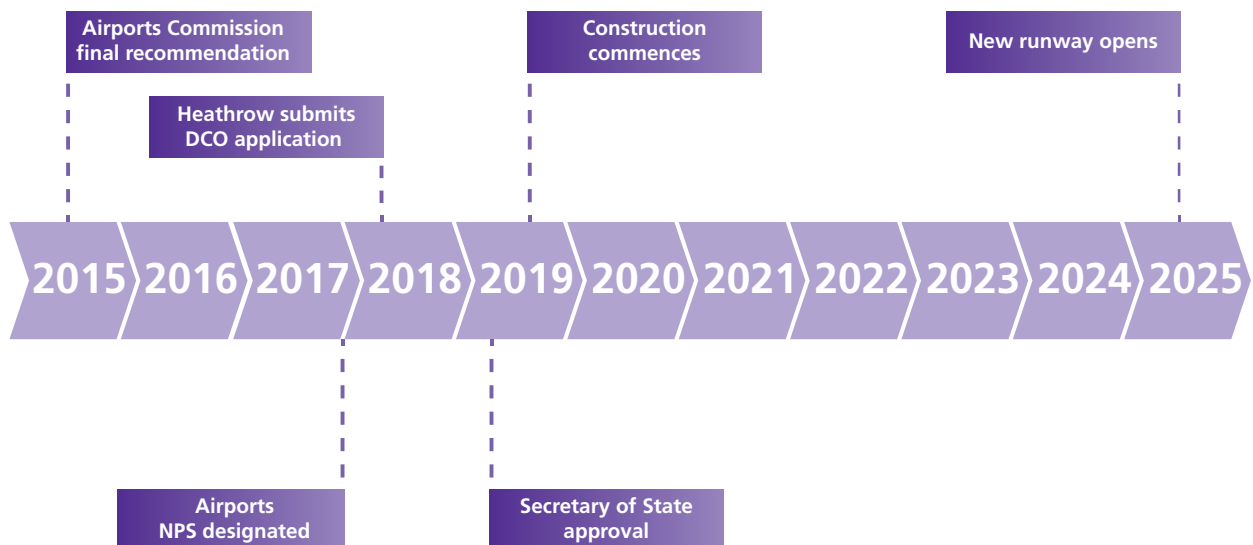 Airports Commission
final recommendation
Construction
commences
New runway opens
Heathrow submits
DCO application
2015 2016 2017 2018 2019 2020 2021 2022 2023 2024 2025
Airports
NPS designated
Secretary of State
approval